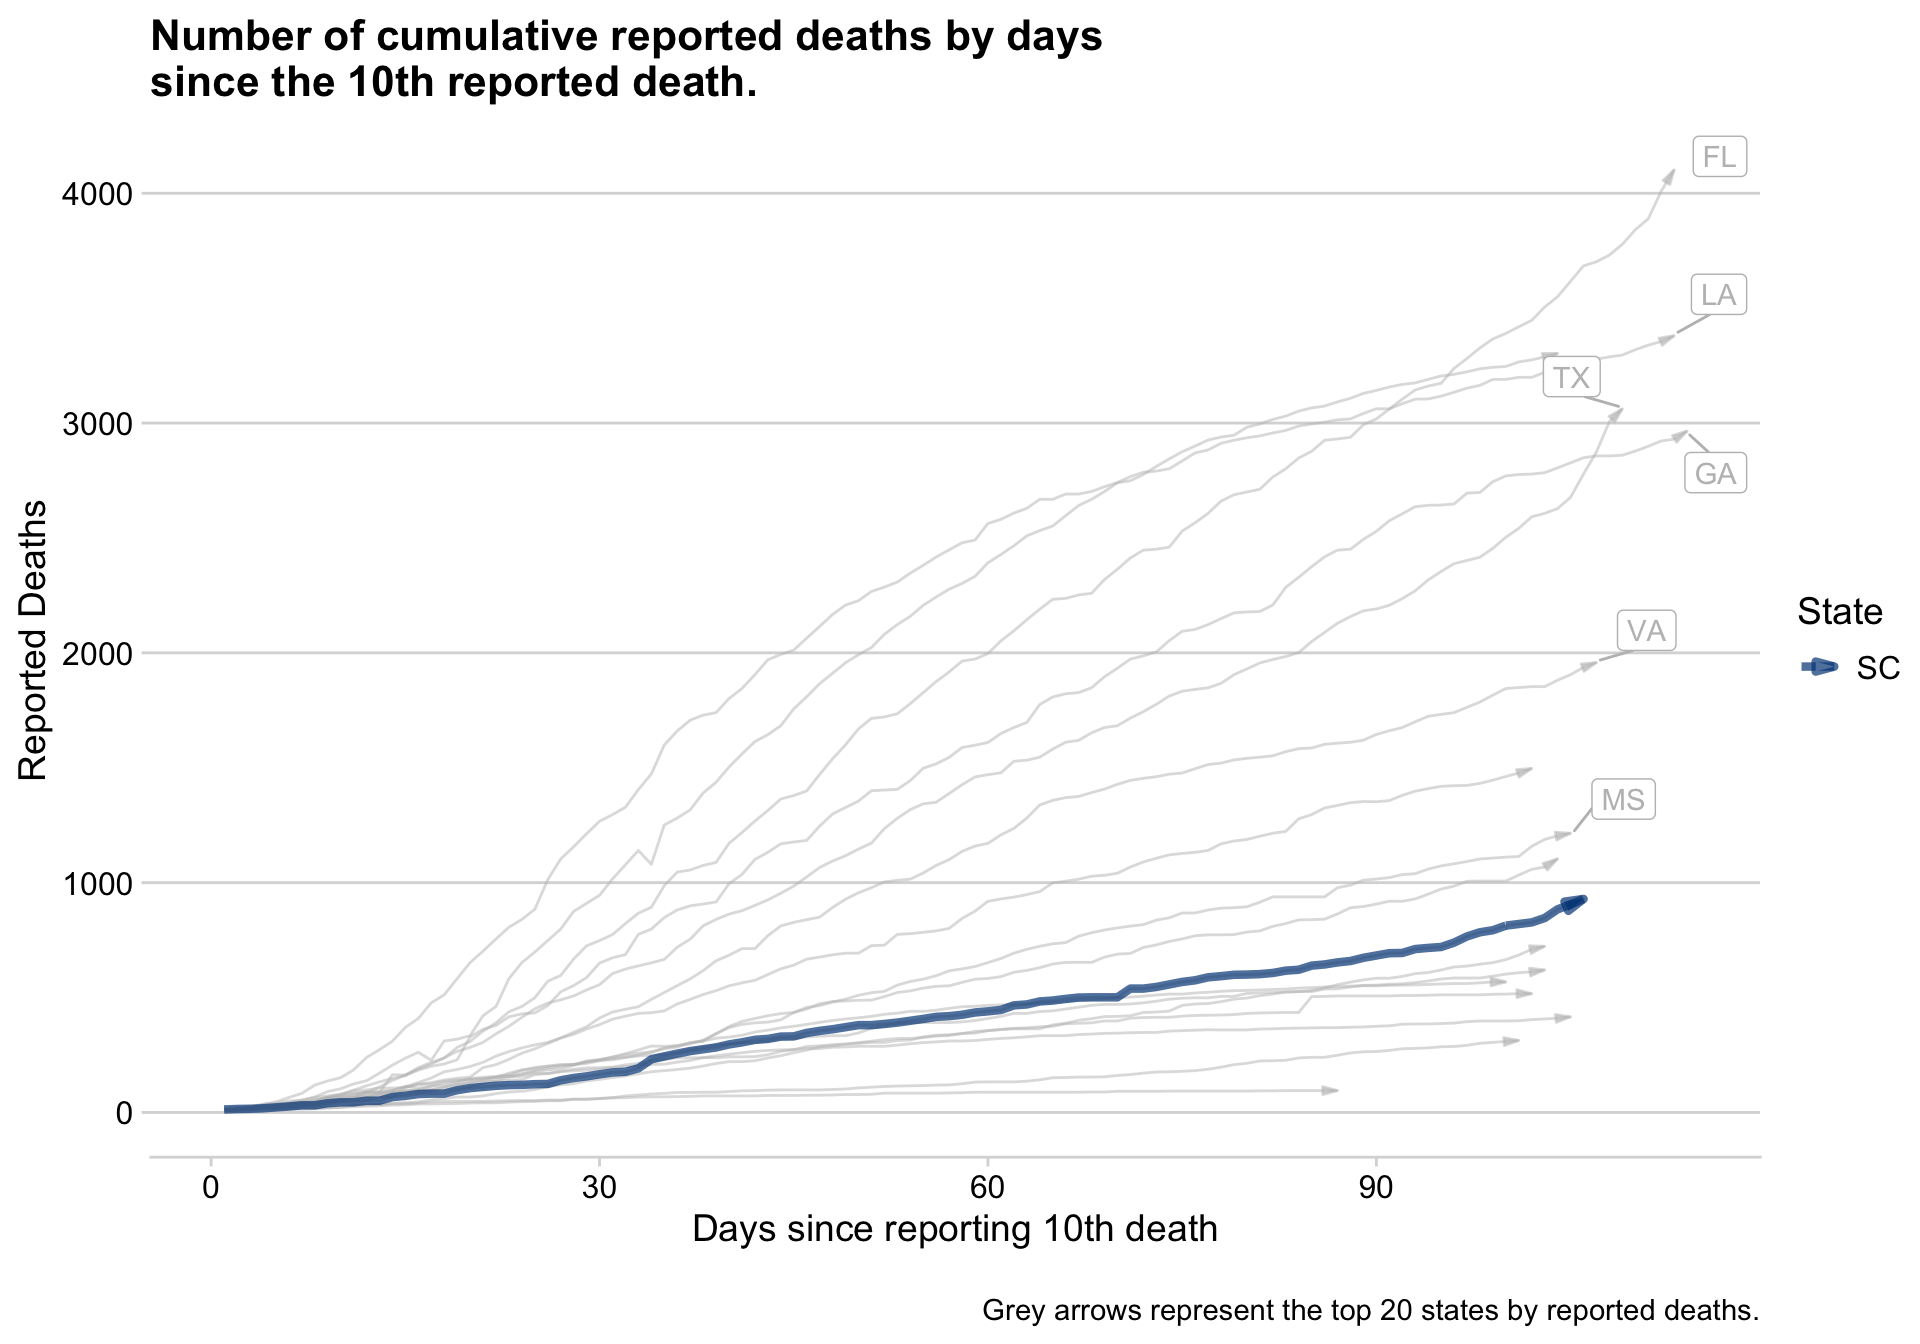 Number of cumulative reported deaths by days
since the 10th reported death.
FL
4000
LA
TX
3000
GA
Reported Deaths
State
VA
2000
SC
MS
1000
0
0 30 60 90
Days since reporting 10th death
Grey arrows represent the top 20 states by reported deaths.